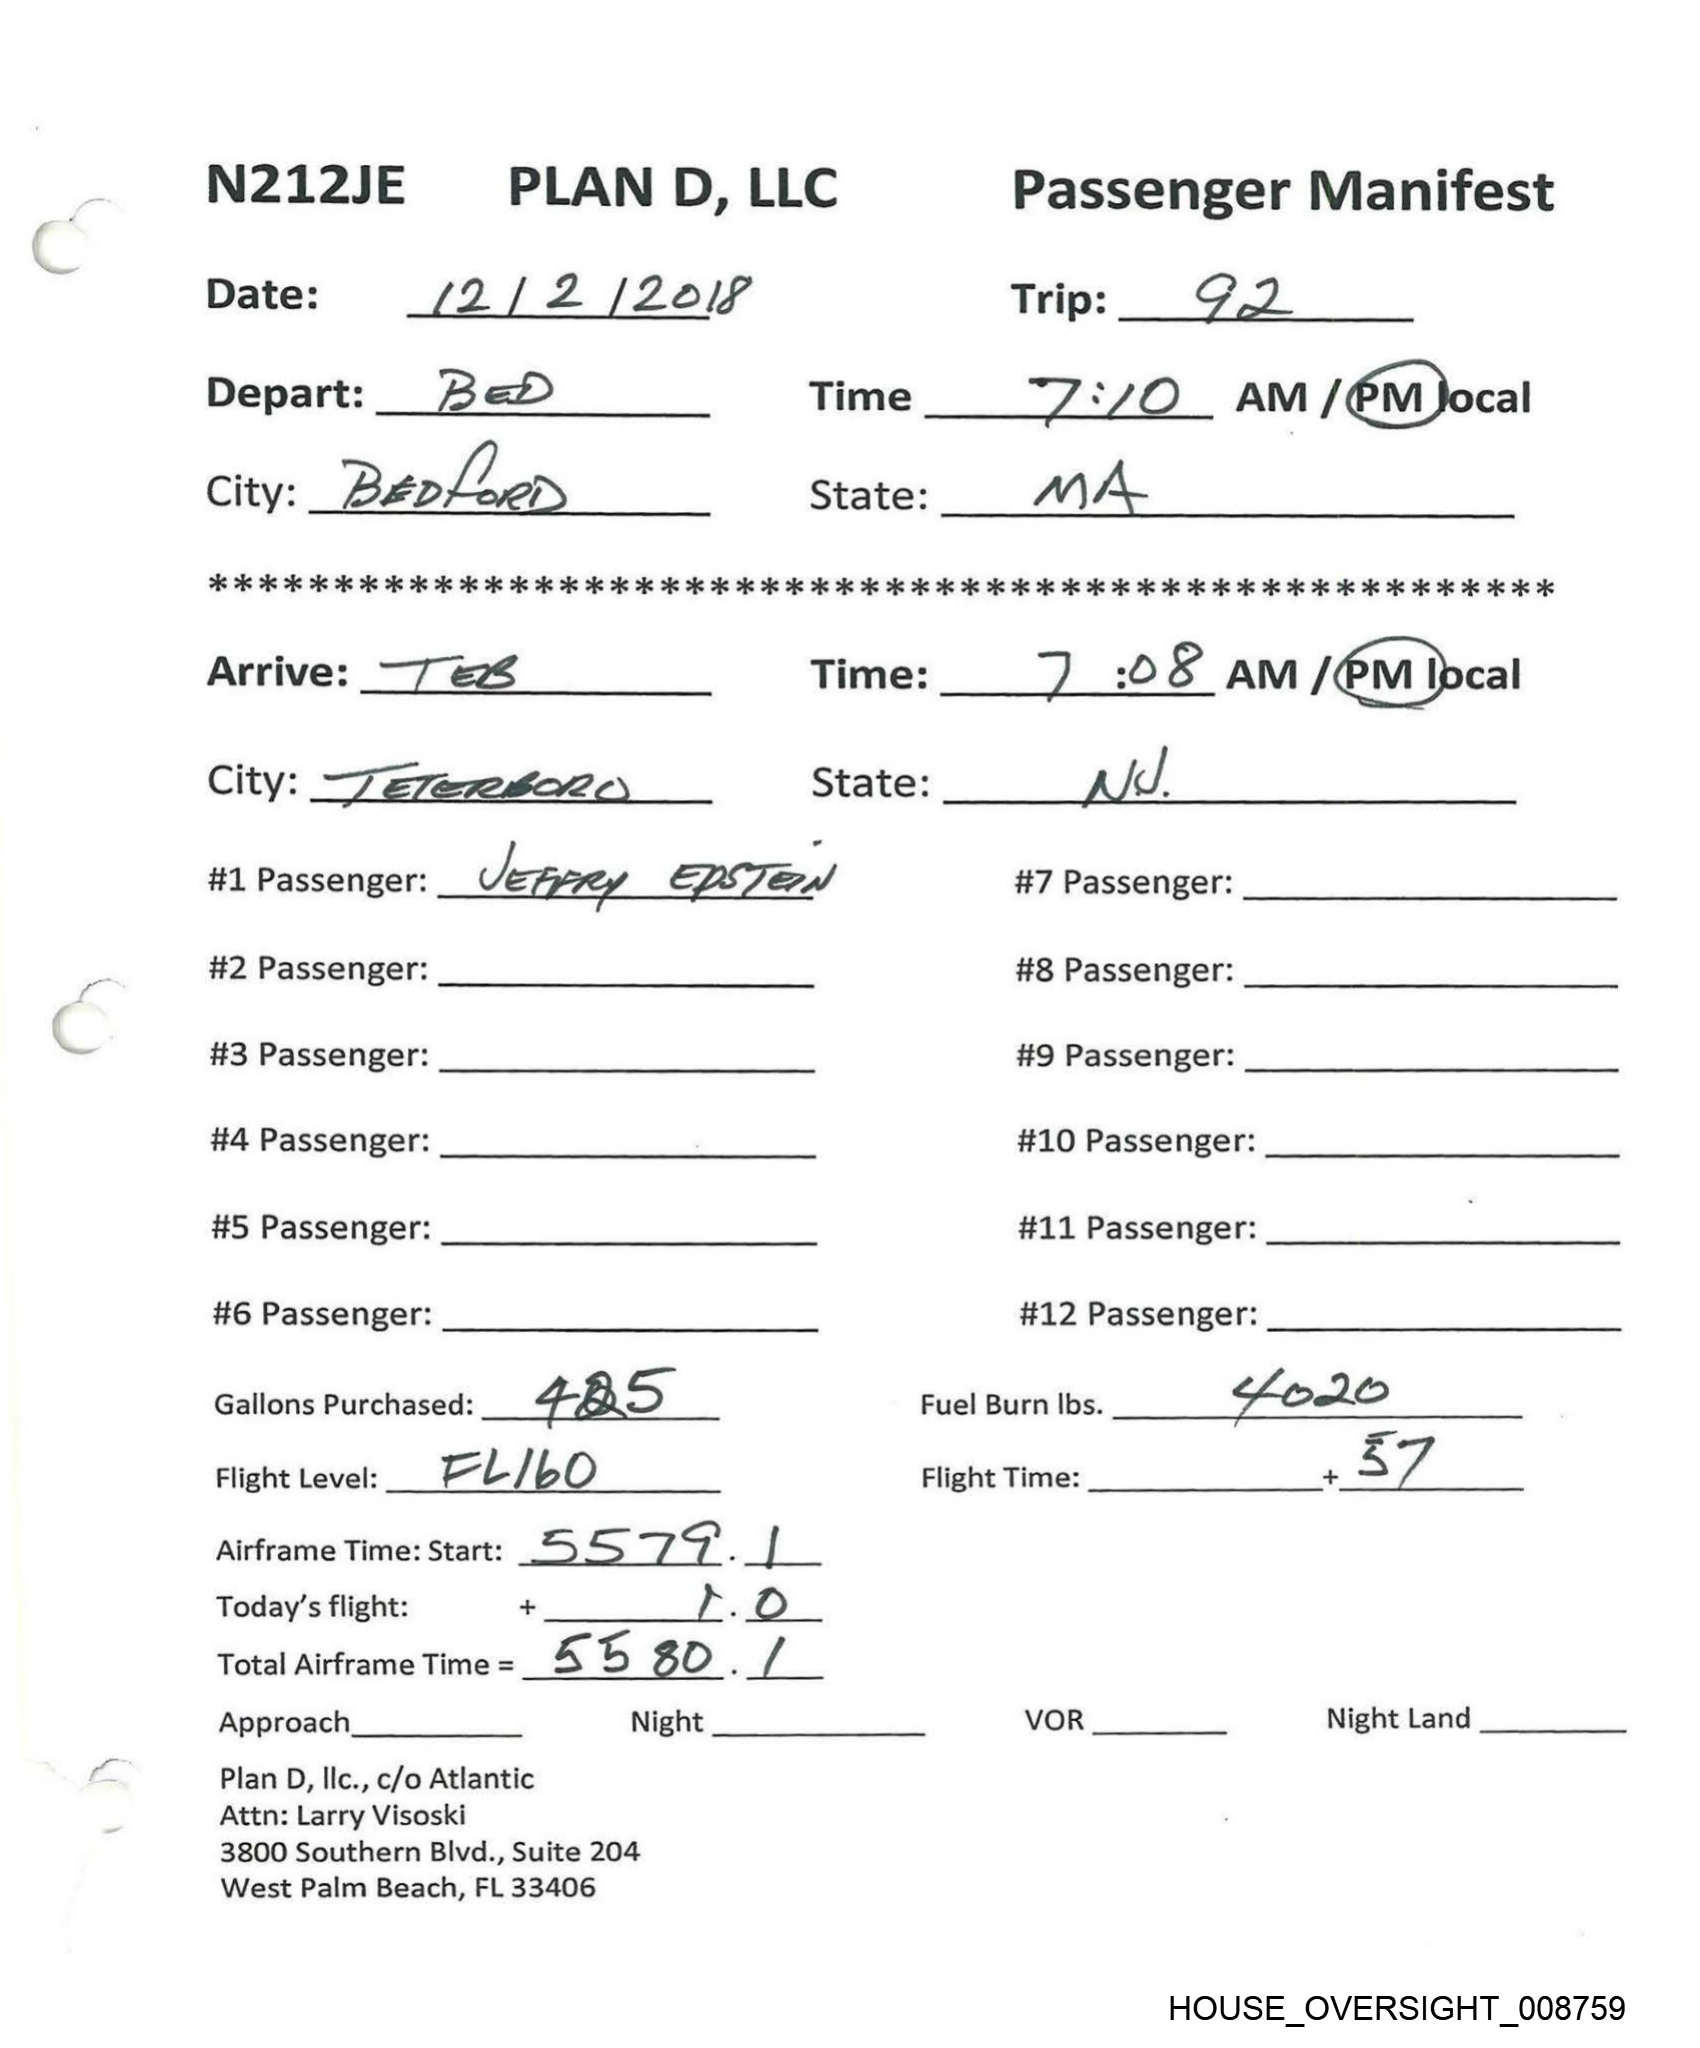 N212JE PLAN D, LLC Passenger Manifest
Date: 12/2/2018 Trip: 92
Depart: BED Time 7:10 AM / PM local
City: BEDFORD State: MA
******************************************************
Arrive: TEB Time: 7:08 AM / PM local
City: TETERBORO State: NJ.
#1 Passenger: JEFFRY EPSTEIN #7 Passenger:
#2 Passenger: #8 Passenger:
#3 Passenger: #9 Passenger:
#4 Passenger: #10 Passenger:
#5 Passenger: #11 Passenger:
#6 Passenger: #12 Passenger:
Gallons Purchased: Fuel Burn lbs. 4020
Flight Level: FL160 Flight Time: + 57
Airframe Time: Start: 5579.1
Today's flight: + 1.0
Total Airframe Time = 5580.1
Approach Night VOR Night Land
Plan D, llc., c/o Atlantic
Attn: Larry Visoski
3800 Southern Blvd., Suite 204
West Palm Beach, FL 33406
HOUSE_OVERSIGHT_008759